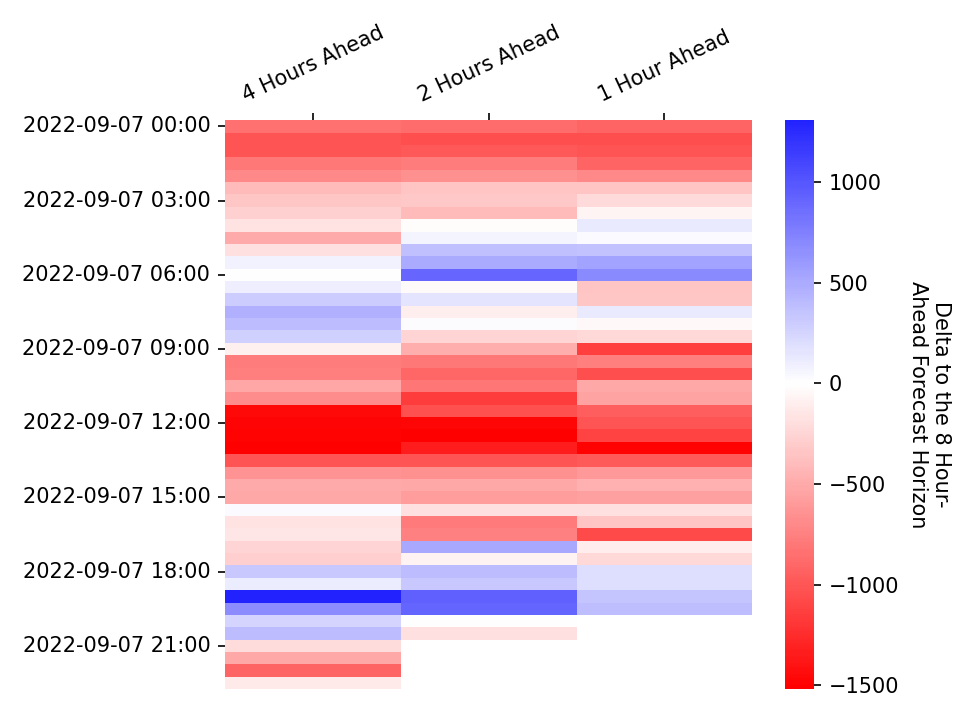 4 Hours Ahead
2 Hours Ahead
1 Hour Ahead
2022-09-07 00:00
2022-09-07 03:00
2022-09-07 06:00
2022-09-07 09:00
2022-09-07 12:00
2022-09-07 15:00
2022-09-07 18:00
2022-09-07 21:00
1000
500
0
−500
−1000
−1500
Delta to the 8 Hour-
Ahead Forecast Horizon